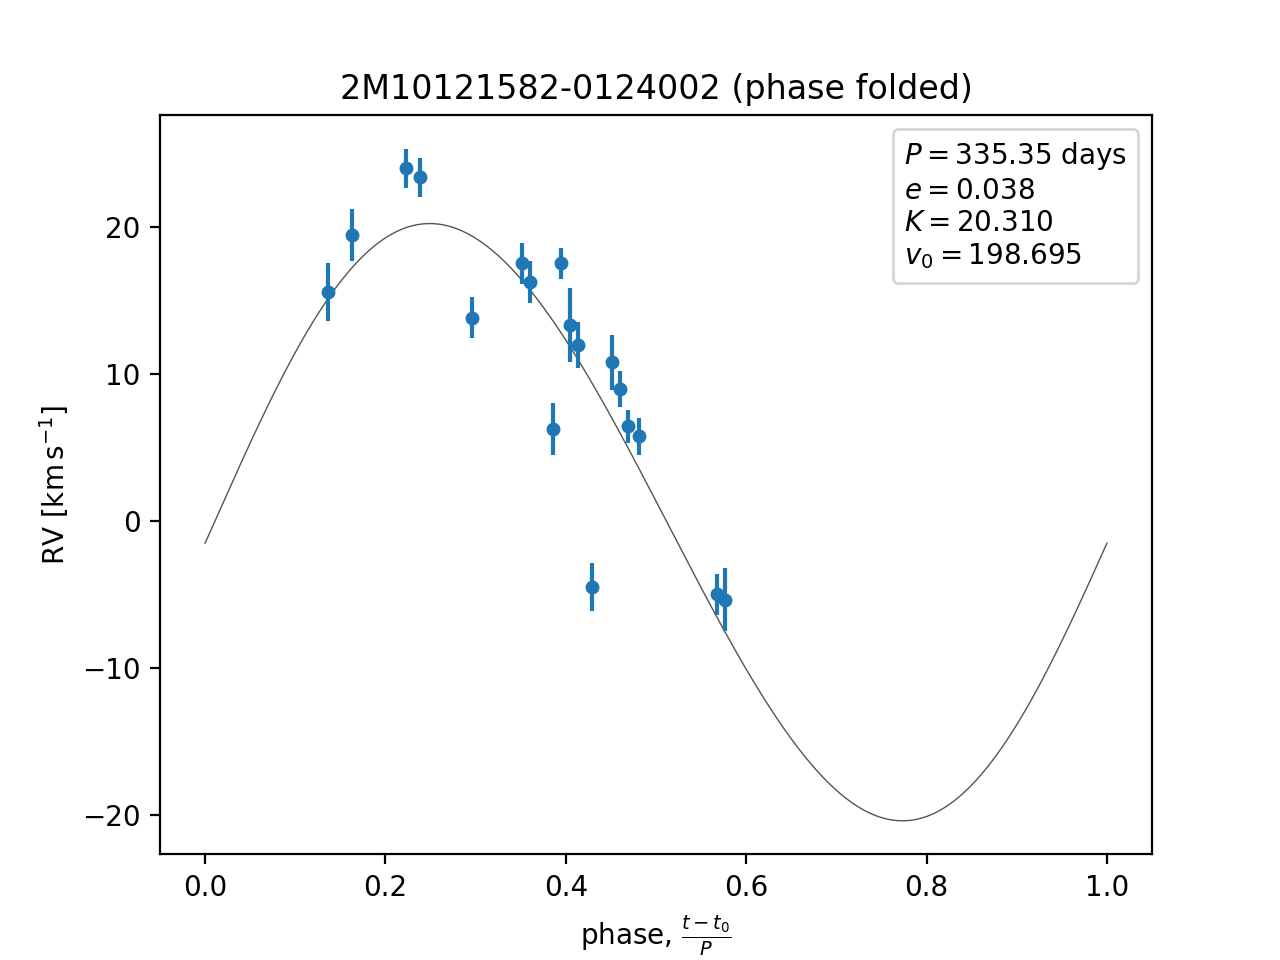 2M10121582-0124002 (phase folded)
P = 335.35 days
e = 0.038
K = 20.310
v₀ = 198.695
20
10
0
−10
−20
RV [km s⁻¹]
0.0 0.2 0.4 0.6 0.8 1.0
phase, (t − t₀)/P